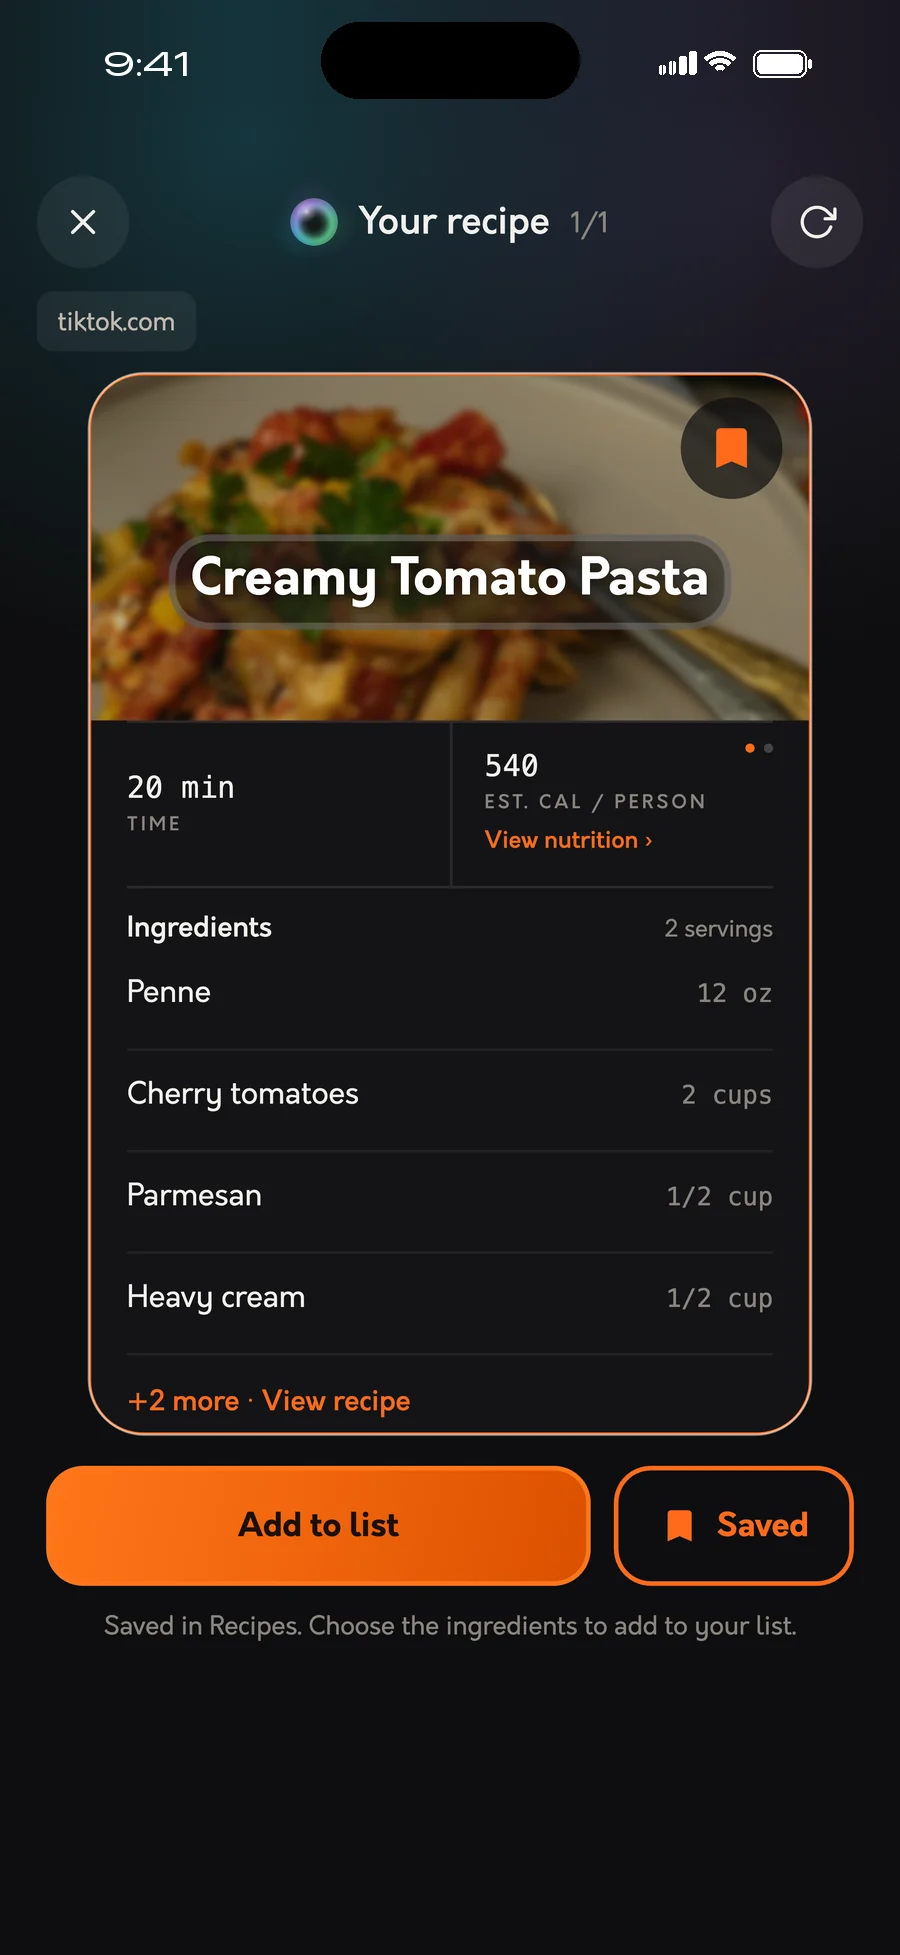 9:41
Your recipe 1/1
tiktok.com
Creamy Tomato Pasta
20 min
TIME
540
EST. CAL / PERSON
View nutrition ›
Ingredients 2 servings
Penne 12 oz
Cherry tomatoes 2 cups
Parmesan 1/2 cup
Heavy cream 1/2 cup
+2 more · View recipe
Add to list
Saved
Saved in Recipes. Choose the ingredients to add to your list.